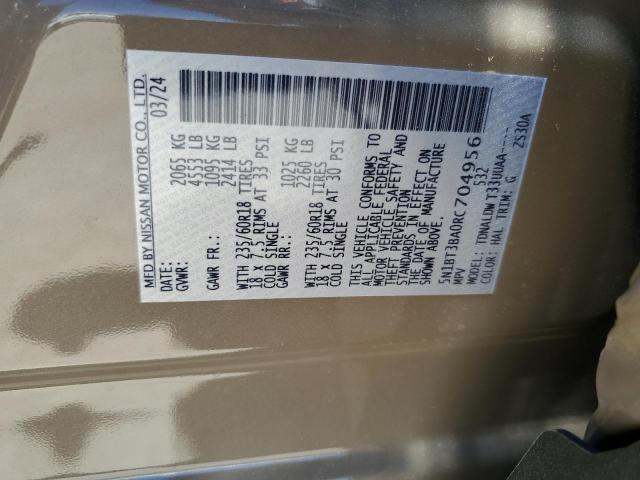 MFD BY NISSAN MOTOR CO., LTD.
DATE: 03/24
GVWR: 2065 KG
4553 LB
GAWR FR: 1095 KG
2414 LB
WITH 235/60R18 TIRES
18 X 7.5 RIMS AT 33 PSI
COLD SINGLE
GAWR RR: 1025 KG
2260 LB
WITH 235/60R18 TIRES
18 X 7.5 RIMS AT 30 PSI
COLD SINGLE
THIS VEHICLE CONFORMS TO
ALL APPLICABLE FEDERAL
MOTOR VEHICLE SAFETY AND
THEFT PREVENTION
STANDARDS IN EFFECT ON
THE DATE OF MANUFACTURE
SHOWN ABOVE.
5N1BT3BA0RC704956
MPV 532
MODEL:
COLOR: HAL TRIM: G ZS30A